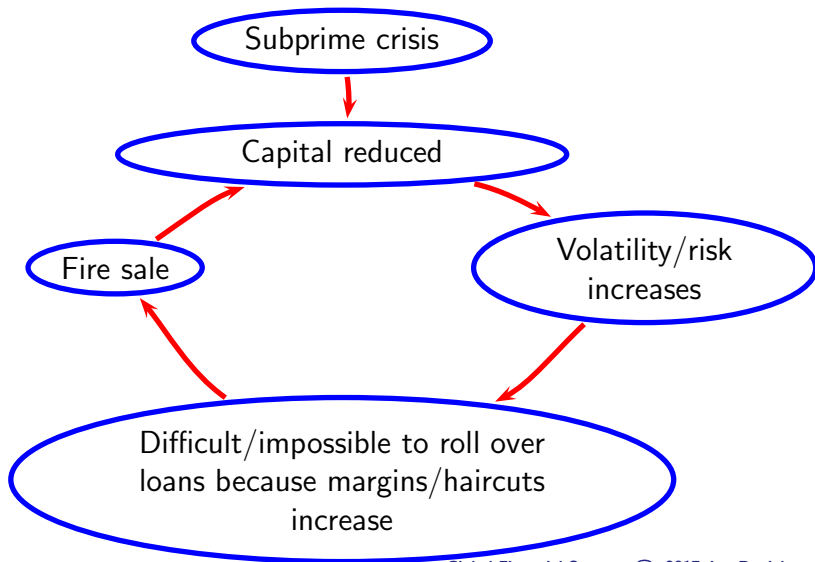 Subprime crisis
Capital reduced
Volatility/risk
increases
Fire sale
Difficult/impossible to roll over
loans because margins/haircuts
increase